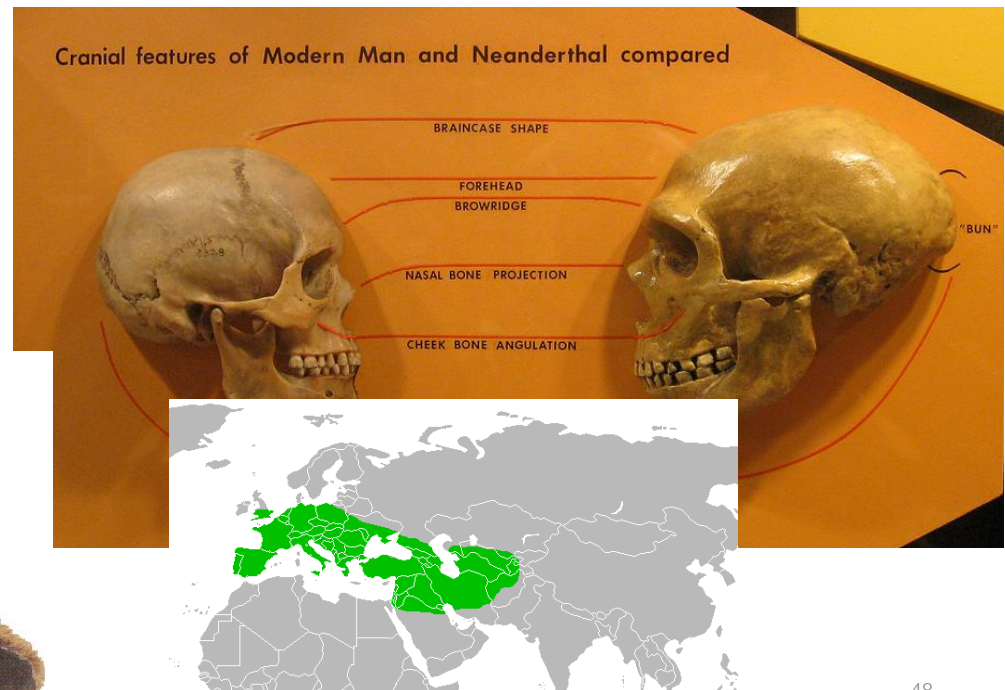 Cranial features of Modern Man and Neanderthal compared
BRAINCASE SHAPE
FOREHEAD
BROWRIDGE
"BUN"
NASAL BONE PROJECTION
CHEEK BONE ANGULATION